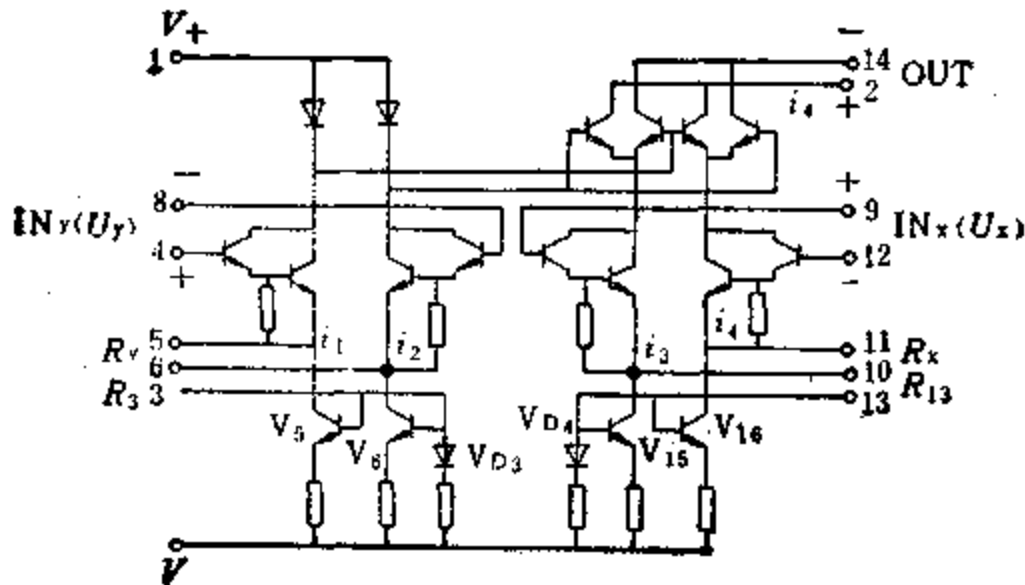 V+
1
−
14
OUT
2
i4
+
−
8
INY(Uy)
4
+
+
9
INX(Ux)
12
−
i1
i2
i3
i4
5
RY
6
R3 3
11
RX
10
13
R13
V5
V6
VD3
VD4
V15
V16
V